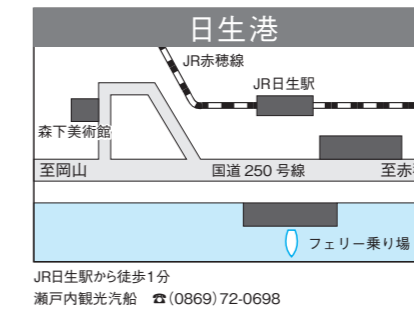 日生港
JR赤穂線
JR日生駅
森下美術館
至岡山
国道 250 号線
至赤
フェリー乗り場
JR日生駅から徒歩1分
瀬戸内観光汽船 ☎(0869)72-0698